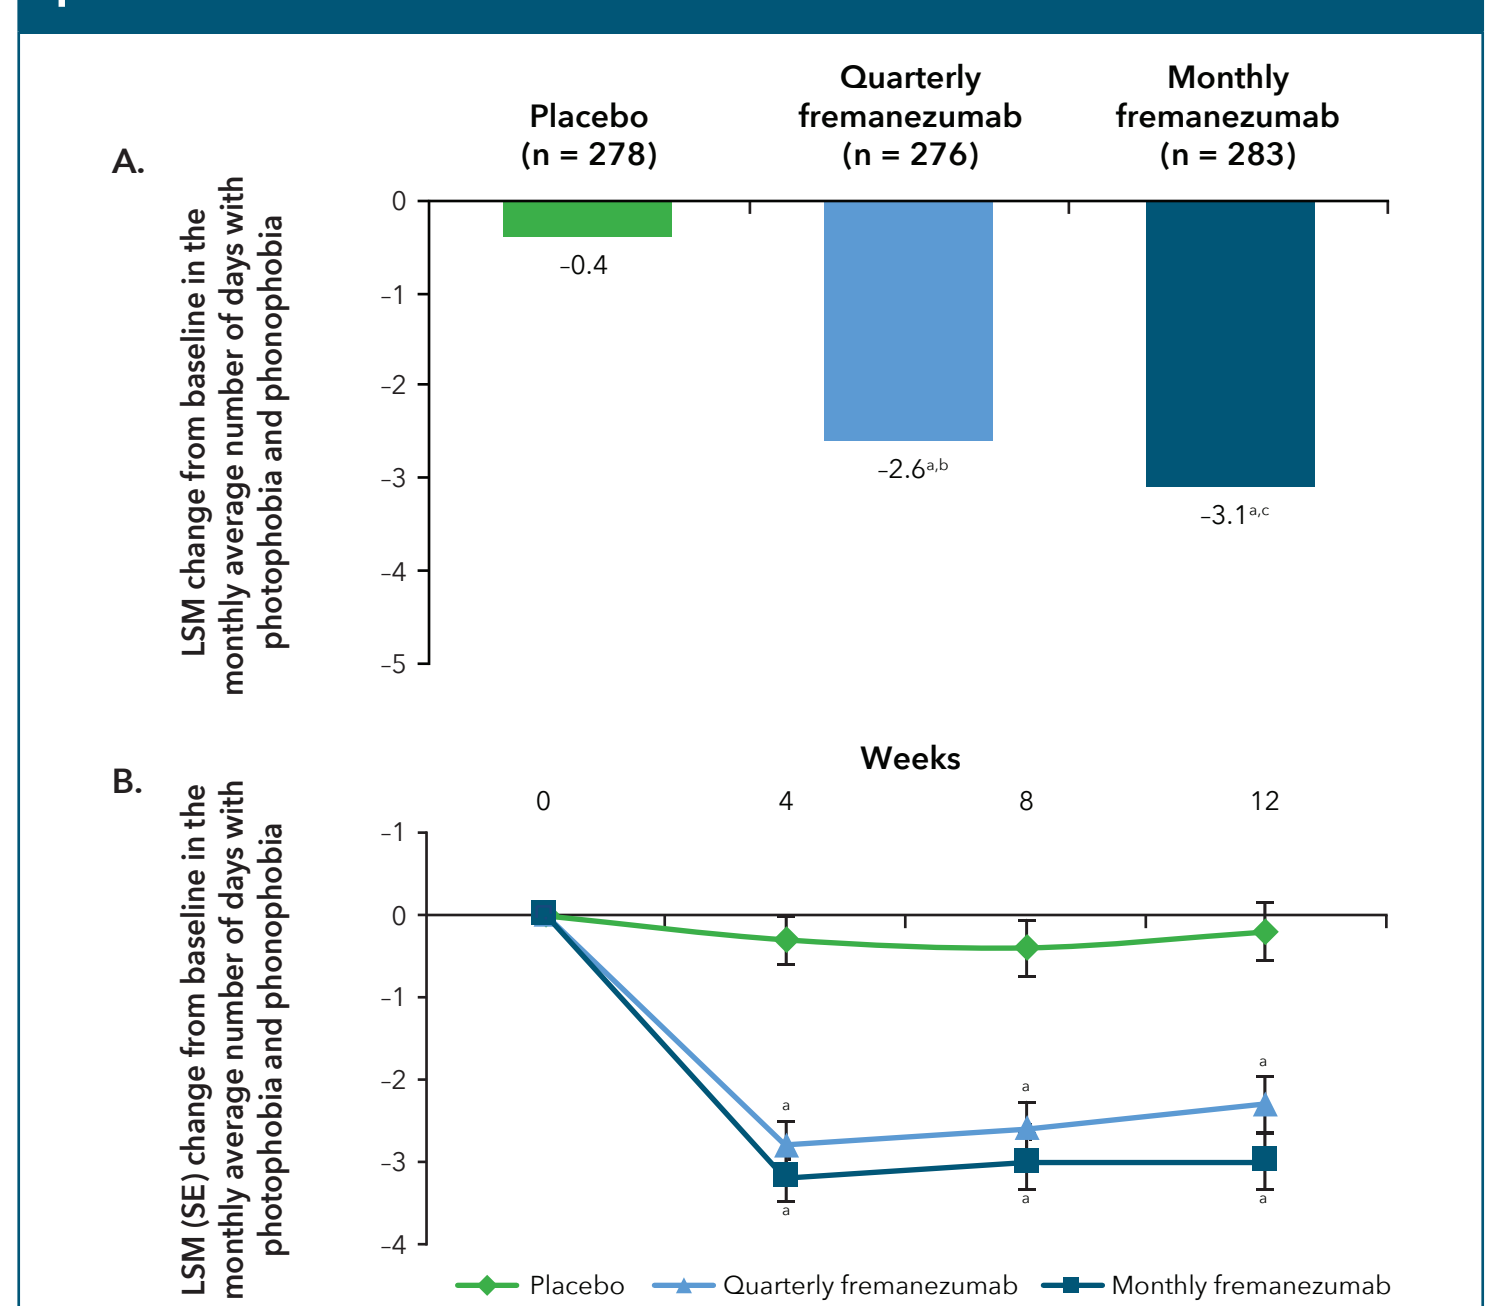 Placebo
(n = 278)
Quarterly
fremanezumab
(n = 276)
Monthly
fremanezumab
(n = 283)
A.
LSM change from baseline in the
monthly average number of days with
photophobia and phonophobia
0
–1
–2
–3
–4
–5
–0.4
–2.6a,b
–3.1a,c
B.
Weeks
0 4 8 12
LSM (SE) change from baseline in the
monthly average number of days with
photophobia and phonophobia
–1
0
–1
–2
–3
–4
a
a
a
a
a
a
Placebo Quarterly fremanezumab Monthly fremanezumab